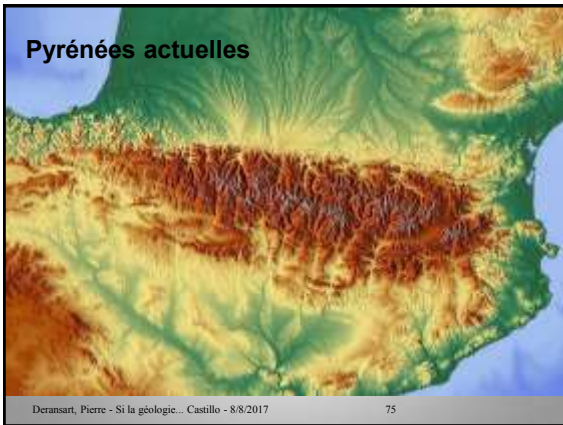 Pyrénées actuelles
Deransart, Pierre - Si la géologie... Castillo - 8/8/2017 75